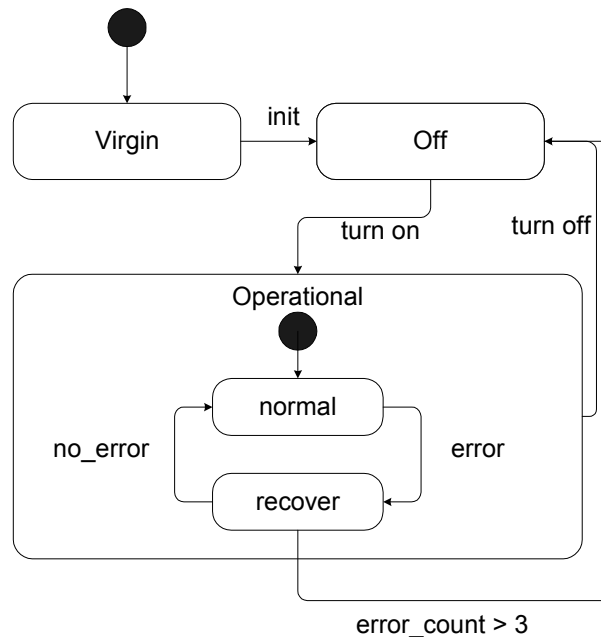 Virgin
init
Off
turn on
turn off
Operational
normal
no_error
error
recover
error_count > 3